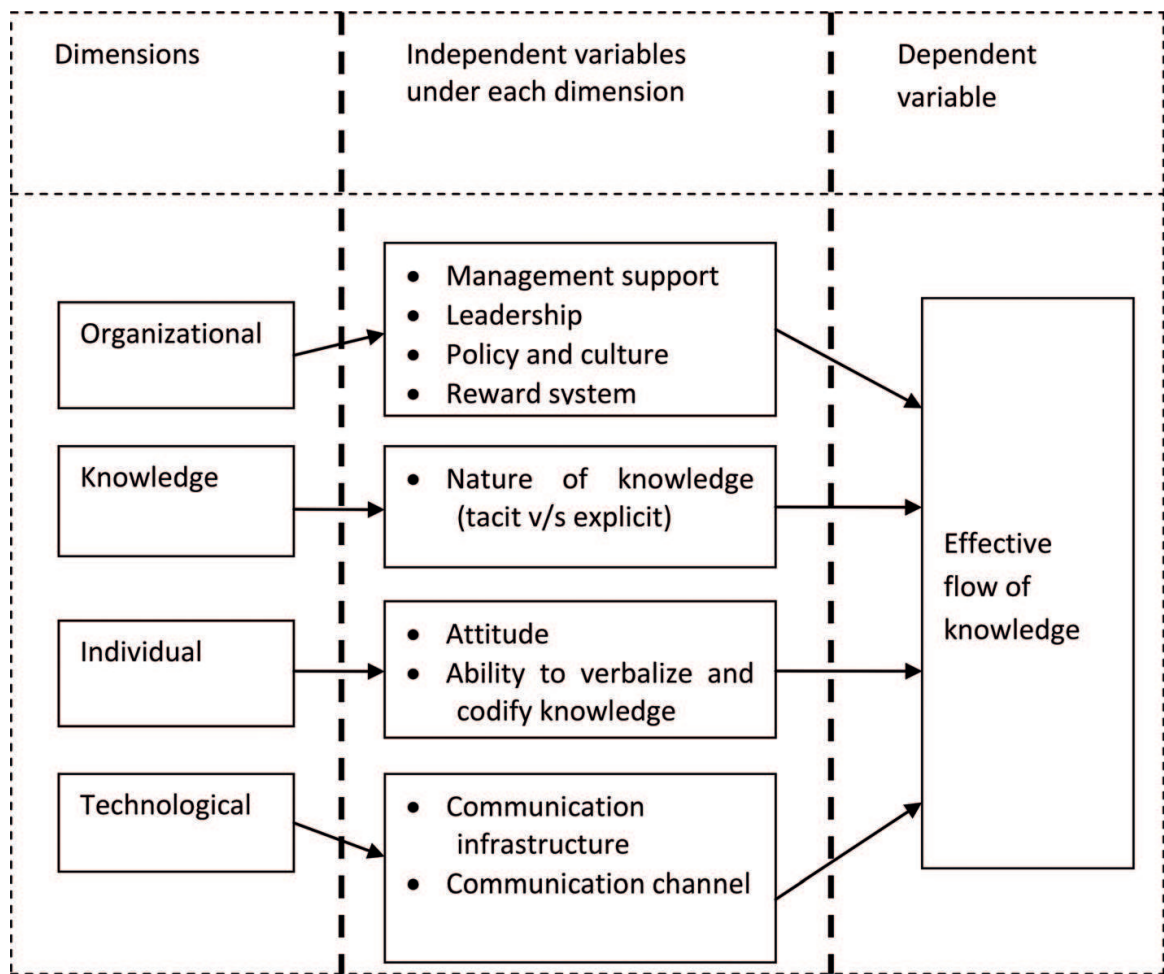 Dimensions
Independent variables
under each dimension
Dependent
variable
Organizational
• Management support
• Leadership
• Policy and culture
• Reward system
Knowledge
• Nature of knowledge
(tacit v/s explicit)
Individual
• Attitude
• Ability to verbalize and
codify knowledge
Technological
• Communication
infrastructure
• Communication channel
Effective
flow of
knowledge